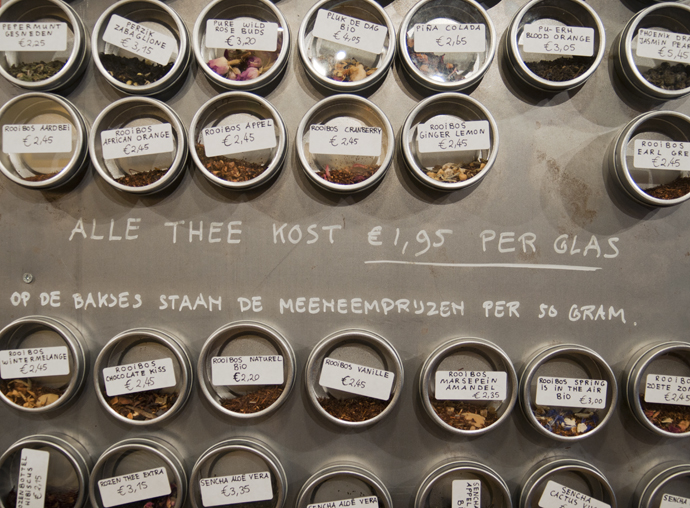 PEPERMUNT
GESNEDEN
€2,25
PERZIK
ZABAGLIONE
€3,15
PURE WILD
ROSE BUDS
€3,20
PLUK DE DAG
BIO
€4,05
PIÑA COLADA
€2,65
PU-ERH
BLOOD ORANGE
€3,05
PHOENIX
JASMIN
€5,45
ROOIBOS AARDBEI
€2,45
ROOIBOS
AFRICAN ORANGE
€2,45
ROOIBOS APPEL
€2,45
ROOIBOS CRANBERRY
€2,45
ROOIBOS
GINGER LEMON
€2,45
ROOIBOS
EARL GRE
€2,45
ALLE THEE KOST €1,95 PER GLAS
OP DE BAKJES STAAN DE MEENEEMPRIJZEN PER 50 GRAM.
ROOIBOS
WINTERMELANGE
€2,45
ROOIBOS
CHOCOLATE KISS
€2,45
ROOIBOS NATUREL
BIO
€2,20
ROOIBOS VANILLE
€2,45
ROOIBOS
MARSEPEIN
AMANDEL
€2,35
ROOIBOS SPRING
IS IN THE AIR
BIO €3,00
ROOIBOS
ZOETE
€2,45
ROZENBOTTEL
HIBISCUS
€2,15
ROZEN THEE EXTRA
€3,15
SENCHA ALOE VERA
€3,35
SENCHA ALOE VERA
SENCHA
APPEL
SENCHA
CACTUS
SENCHA